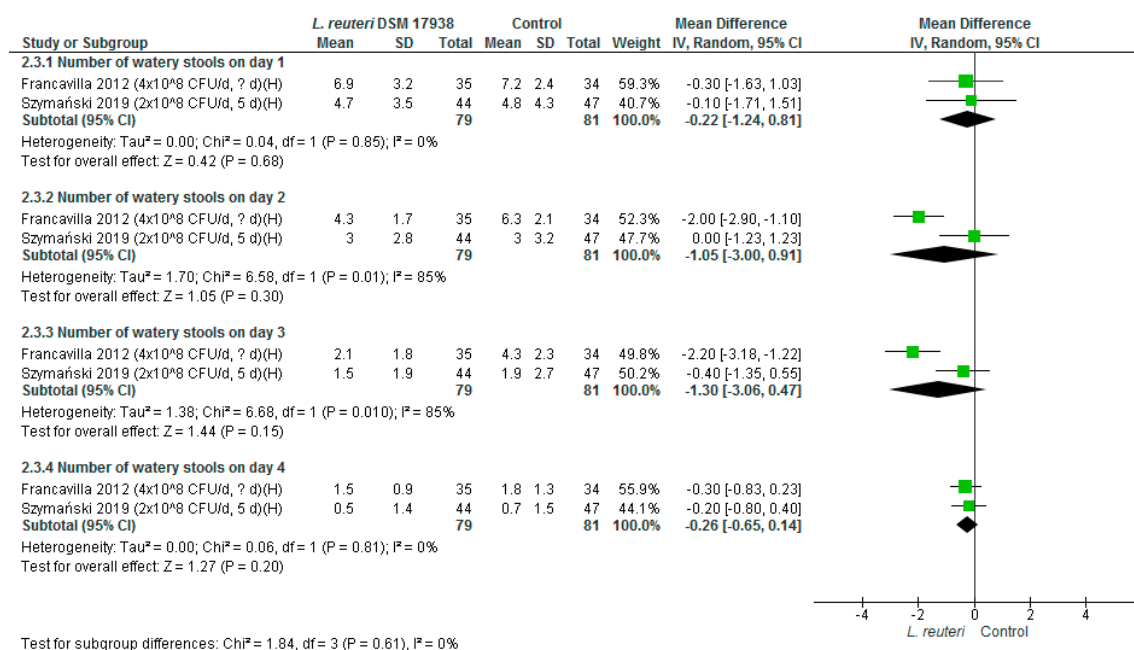 L. reuteri DSM 17938 Control Mean Difference Mean Difference
Study or Subgroup Mean SD Total Mean SD Total Weight IV, Random, 95% CI IV, Random, 95% CI
2.3.1 Number of watery stools on day 1
Francavilla 2012 (4x10^8 CFU/d, ? d)(H) 6.9 3.2 35 7.2 2.4 34 59.3% -0.30 [-1.63, 1.03]
Szymański 2019 (2x10^8 CFU/d, 5 d)(H) 4.7 3.5 44 4.8 4.3 47 40.7% -0.10 [-1.71, 1.51]
Subtotal (95% CI) 79 81 100.0% -0.22 [-1.24, 0.81]
Heterogeneity: Tau² = 0.00; Chi² = 0.04, df = 1 (P = 0.85); I² = 0%
Test for overall effect: Z = 0.42 (P = 0.68)
2.3.2 Number of watery stools on day 2
Francavilla 2012 (4x10^8 CFU/d, ? d)(H) 4.3 1.7 35 6.3 2.1 34 52.3% -2.00 [-2.90, -1.10]
Szymański 2019 (2x10^8 CFU/d, 5 d)(H) 3 2.8 44 3 3.2 47 47.7% 0.00 [-1.23, 1.23]
Subtotal (95% CI) 79 81 100.0% -1.05 [-3.00, 0.91]
Heterogeneity: Tau² = 1.70; Chi² = 6.58, df = 1 (P = 0.01); I² = 85%
Test for overall effect: Z = 1.05 (P = 0.30)
2.3.3 Number of watery stools on day 3
Francavilla 2012 (4x10^8 CFU/d, ? d)(H) 2.1 1.8 35 4.3 2.3 34 49.8% -2.20 [-3.18, -1.22]
Szymański 2019 (2x10^8 CFU/d, 5 d)(H) 1.5 1.9 44 1.9 2.7 47 50.2% -0.40 [-1.35, 0.55]
Subtotal (95% CI) 79 81 100.0% -1.30 [-3.06, 0.47]
Heterogeneity: Tau² = 1.38; Chi² = 6.68, df = 1 (P = 0.010); I² = 85%
Test for overall effect: Z = 1.44 (P = 0.15)
2.3.4 Number of watery stools on day 4
Francavilla 2012 (4x10^8 CFU/d, ? d)(H) 1.5 0.9 35 1.8 1.3 34 55.9% -0.30 [-0.83, 0.23]
Szymański 2019 (2x10^8 CFU/d, 5 d)(H) 0.5 1.4 44 0.7 1.5 47 44.1% -0.20 [-0.80, 0.40]
Subtotal (95% CI) 79 81 100.0% -0.26 [-0.65, 0.14]
Heterogeneity: Tau² = 0.00; Chi² = 0.06, df = 1 (P = 0.81); I² = 0%
Test for overall effect: Z = 1.27 (P = 0.20)
-4 -2 0 2 4
L. reuteri Control
Test for subgroup differences: Chi² = 1.84, df = 3 (P = 0.61), I² = 0%